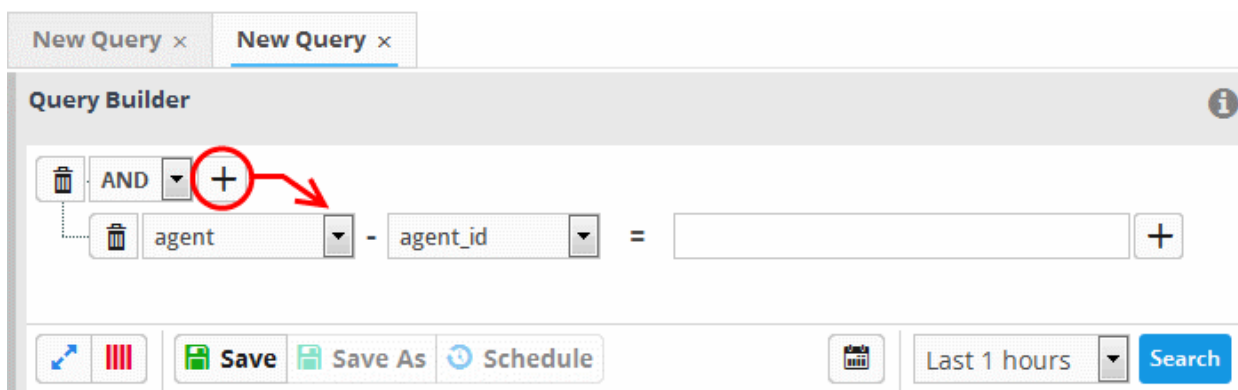 New Query × New Query ×
Query Builder
AND +
agent - agent_id = +
Save Save As Schedule Last 1 hours Search